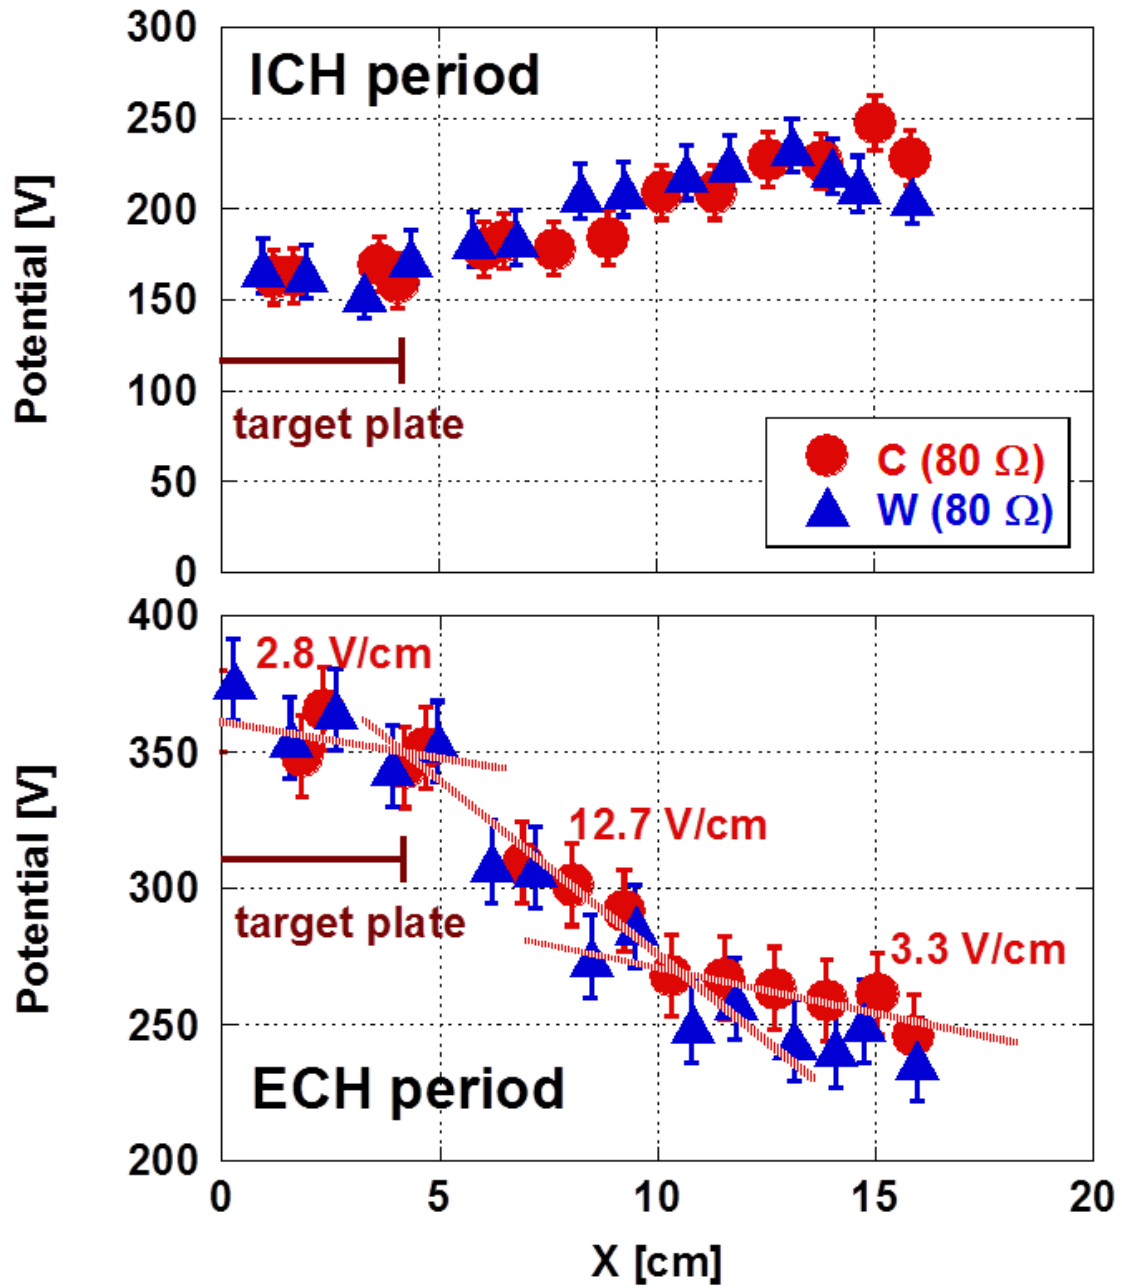 300
250
200
150
100
50
0
Potential [V]
ICH period
target plate
C (80 Ω)
W (80 Ω)
400
350
300
250
200
Potential [V]
2.8 V/cm
12.7 V/cm
3.3 V/cm
target plate
ECH period
0 5 10 15 20
X [cm]